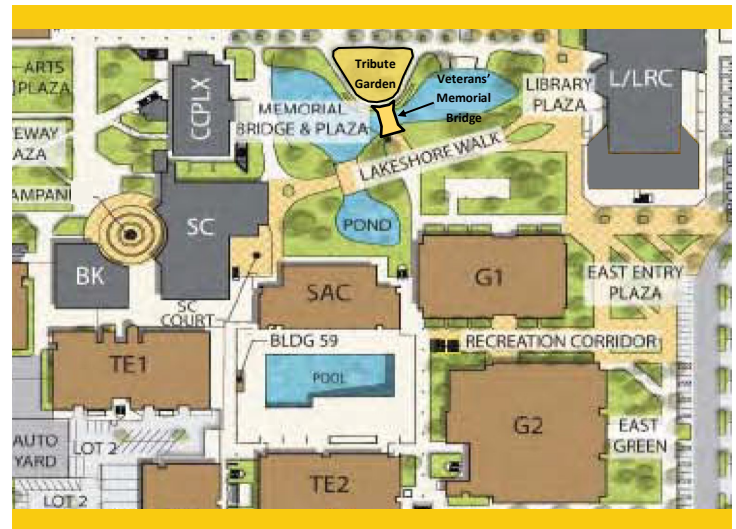 Tribute
Garden
Veterans'
Memorial
Bridge
ARTS
PLAZA
CCPLX
MEMORIAL
BRIDGE & PLAZA
LIBRARY
PLAZA
L/LRC
EWAY
AZA
AMPANI
LAKESHORE WALK
SC
POND
BK
SC
COURT
SAC
G1
EAST ENTRY
PLAZA
DROP OFF
TE1
BLDG 59
POOL
RECREATION CORRIDOR
G2
EAST
GREEN
AUTO
YARD
LOT 2
LOT 2
TE2